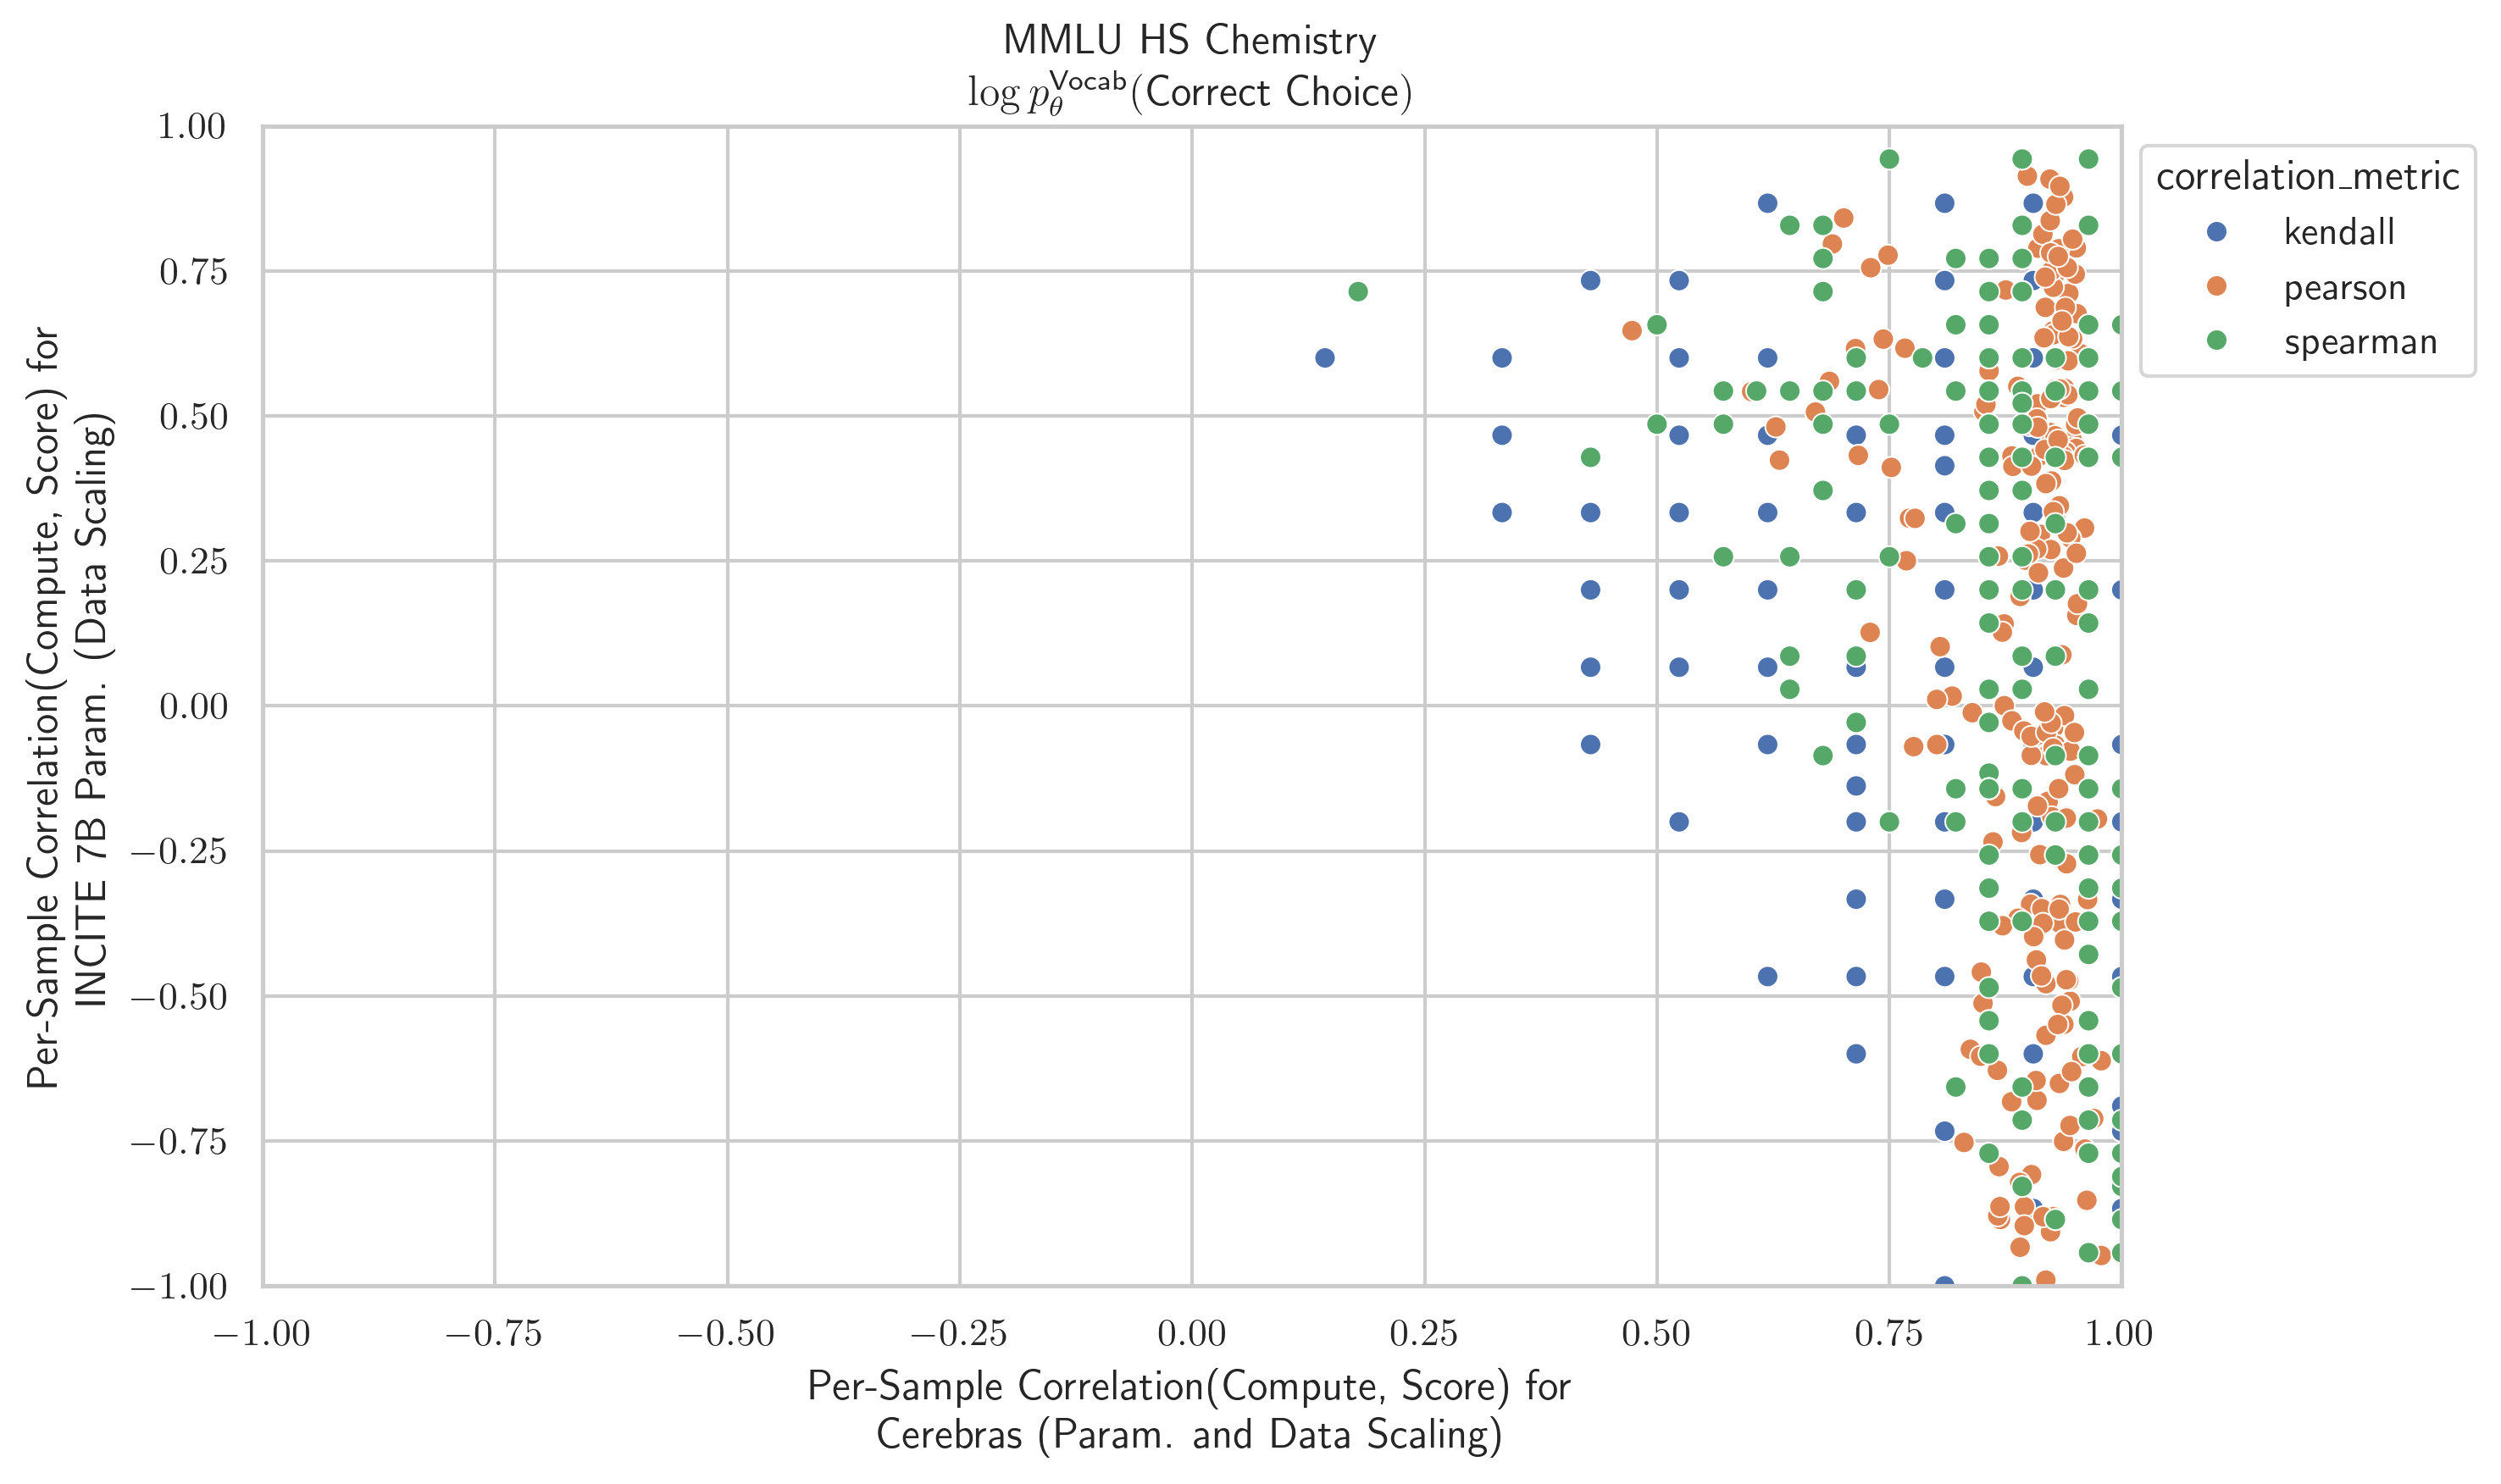 MMLU HS Chemistry
log p_θ^Vocab(Correct Choice)
Per-Sample Correlation(Compute, Score) for
INCITE 7B Param. (Data Scaling)
1.00
0.75
0.50
0.25
0.00
−0.25
−0.50
−0.75
−1.00
−1.00 −0.75 −0.50 −0.25 0.00 0.25 0.50 0.75 1.00
Per-Sample Correlation(Compute, Score) for
Cerebras (Param. and Data Scaling)
correlation_metric
kendall
pearson
spearman